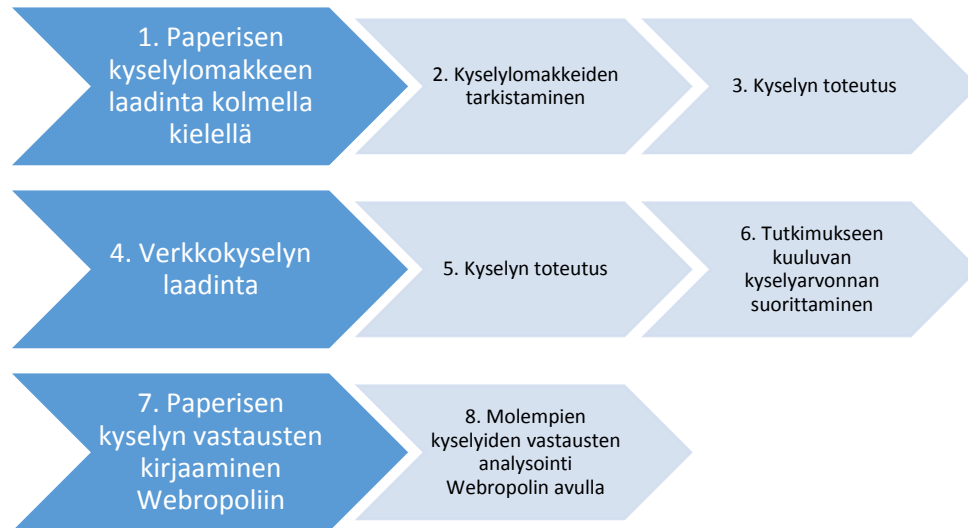 1. Paperisen
kyselylomakkeen
laadinta kolmella
kielellä
2. Kyselylomakkeiden
tarkistaminen
3. Kyselyn toteutus
4. Verkkokyselyn
laadinta
5. Kyselyn toteutus
6. Tutkimukseen
kuuluvan
kyselyarvonnan
suorittaminen
7. Paperisen
kyselyn vastausten
kirjaaminen
Webropoliin
8. Molempien
kyselyiden vastausten
analysointi
Webropolin avulla